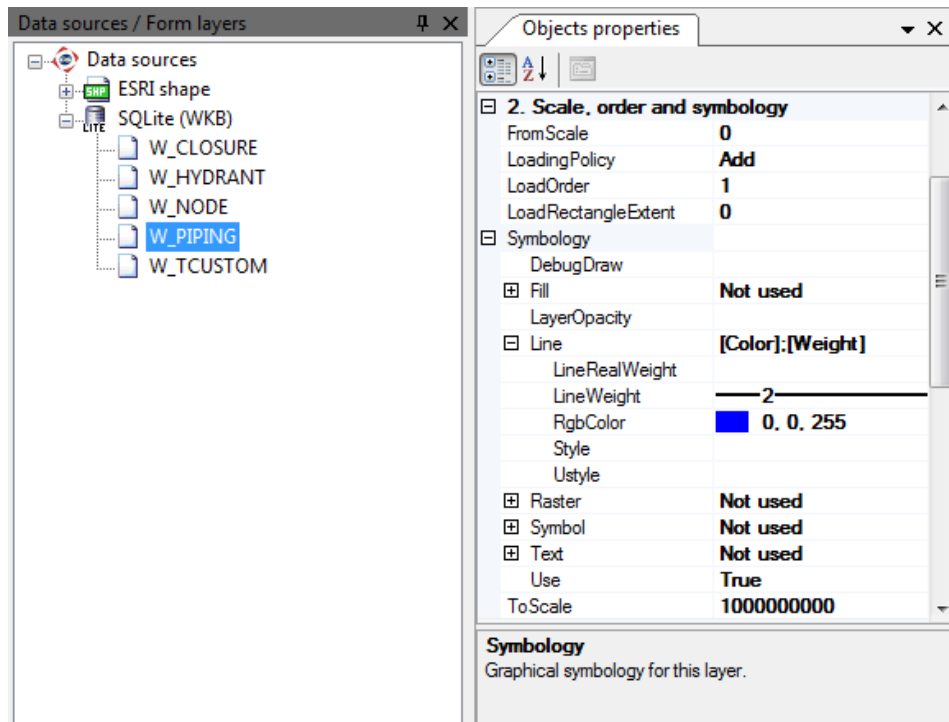 Data sources / Form layers
Data sources
SHP ESRI shape
LITE SQLite (WKB)
W_CLOSURE
W_HYDRANT
W_NODE
W_PIPING
W_TCUSTOM
Objects properties
A Z
2. Scale, order and symbology
FromScale 0
LoadingPolicy Add
LoadOrder 1
LoadRectangleExtent 0
Symbology
DebugDraw
Fill Not used
LayerOpacity
Line [Color];[Weight]
LineRealWeight
LineWeight 2
RgbColor 0, 0, 255
Style
Ustyle
Raster Not used
Symbol Not used
Text Not used
Use True
ToScale 1000000000
Symbology
Graphical symbology for this layer.